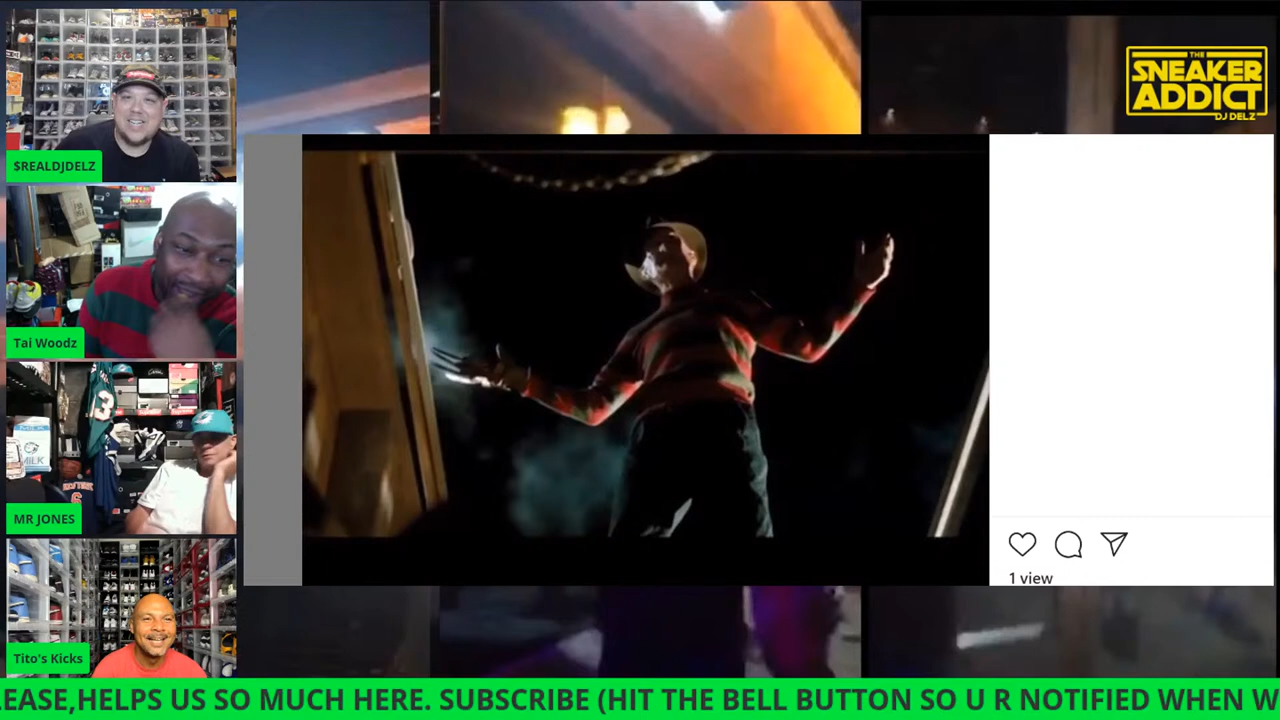 $REALDJDELZ
Tai Woodz
MR JONES
Tito's Kicks
THE
SNEAKER
ADDICT
DJ DELZ
1 view
EASE,HELPS US SO MUCH HERE. SUBSCRIBE (HIT THE BELL BUTTON SO U R NOTIFIED WHEN W